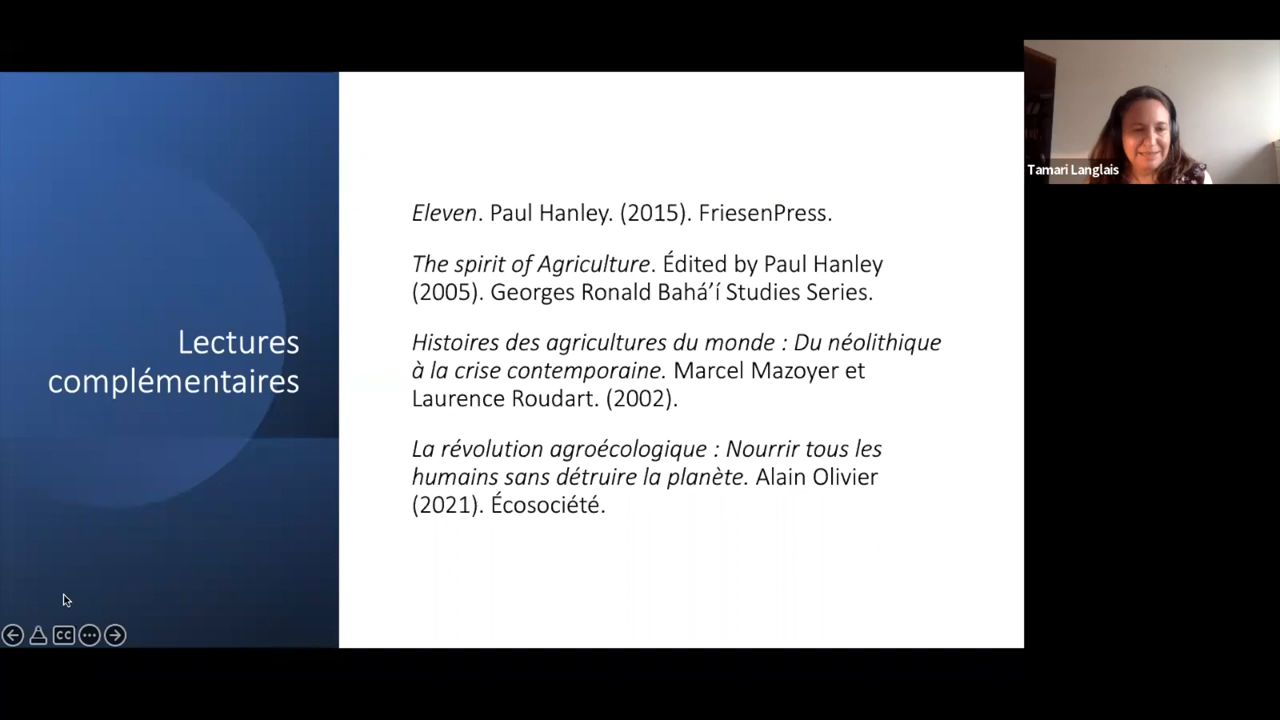 Lectures
complémentaires
Eleven. Paul Hanley. (2015). FriesenPress.
The spirit of Agriculture. Édited by Paul Hanley
(2005). Georges Ronald Bahá’í Studies Series.
Histoires des agricultures du monde : Du néolithique
à la crise contemporaine. Marcel Mazoyer et
Laurence Roudart. (2002).
La révolution agroécologique : Nourrir tous les
humains sans détruire la planète. Alain Olivier
(2021). Écosociété.
Tamari Langlais
CC